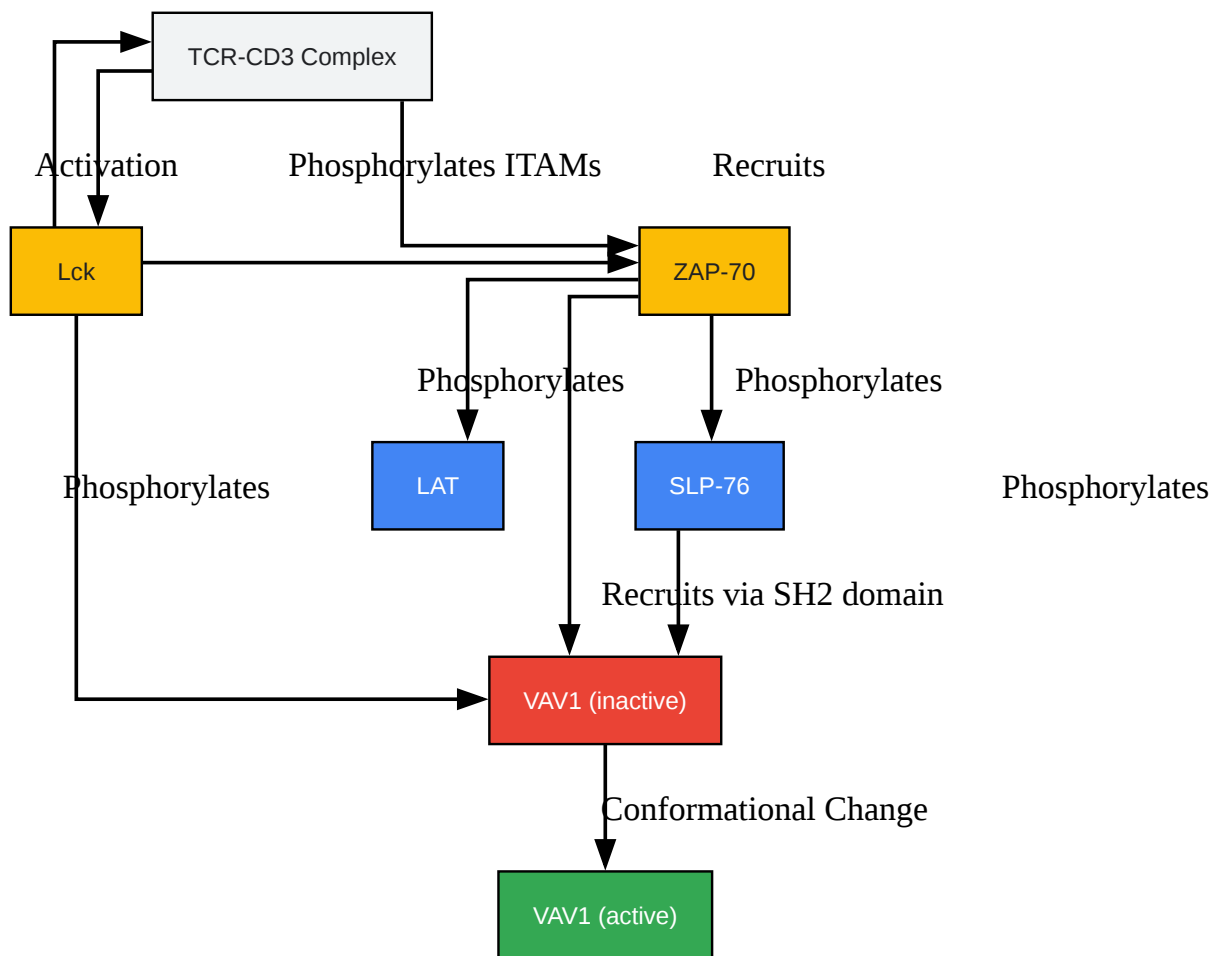 TCR-CD3 Complex
Activation
Phosphorylates ITAMs
Recruits
Lck
ZAP-70
Phosphorylates
Phosphorylates
Phosphorylates
LAT
SLP-76
Phosphorylates
Recruits via SH2 domain
VAV1 (inactive)
Conformational Change
VAV1 (active)